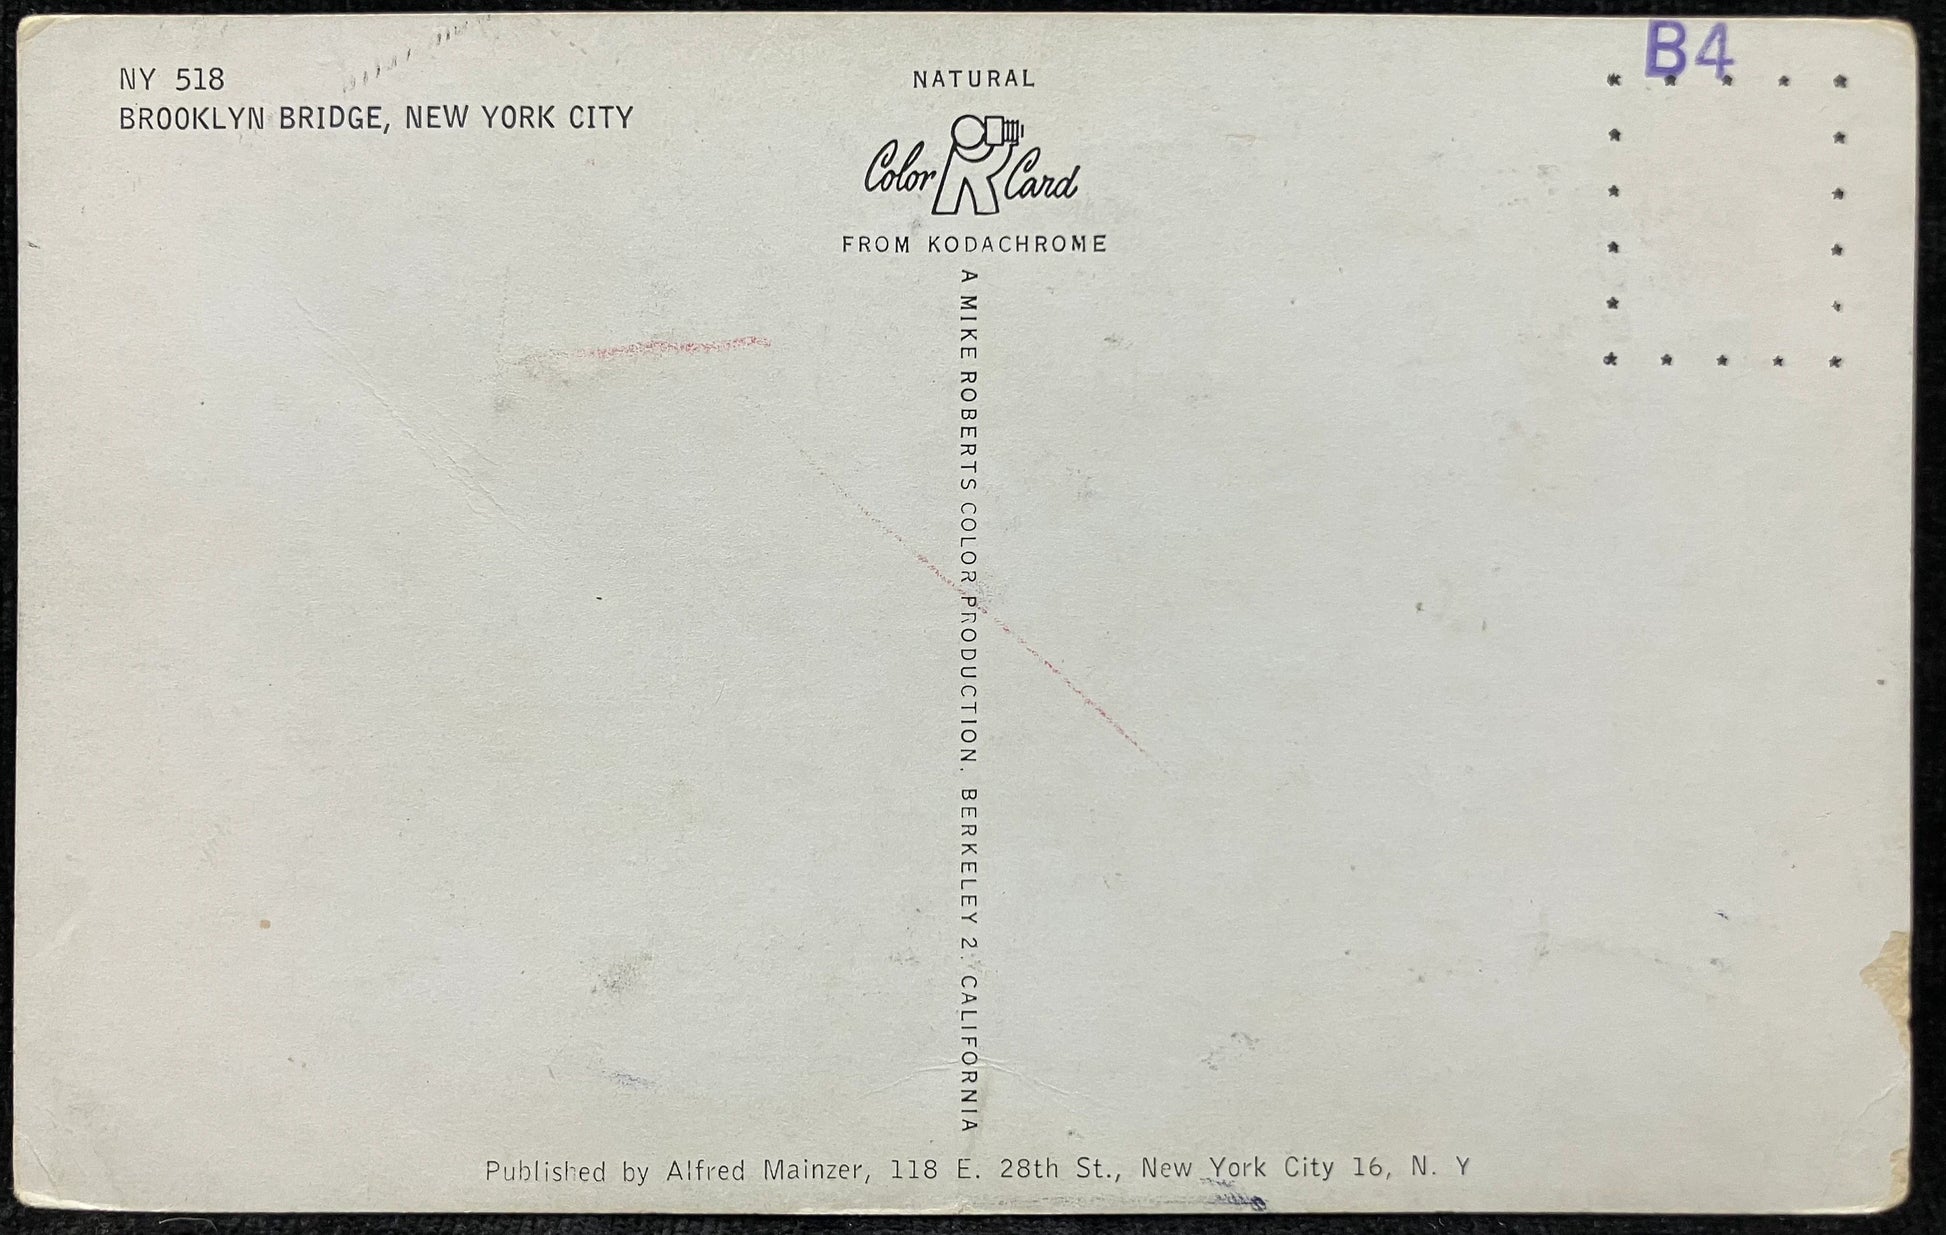 NY 518
BROOKLYN BRIDGE, NEW YORK CITY
NATURAL
Color R Card
FROM KODACHROME
A MIKE ROBERTS COLOR PRODUCTION. BERKELEY 2. CALIFORNIA
B4
Published by Alfred Mainzer, 118 E. 28th St., New York City 16, N. Y